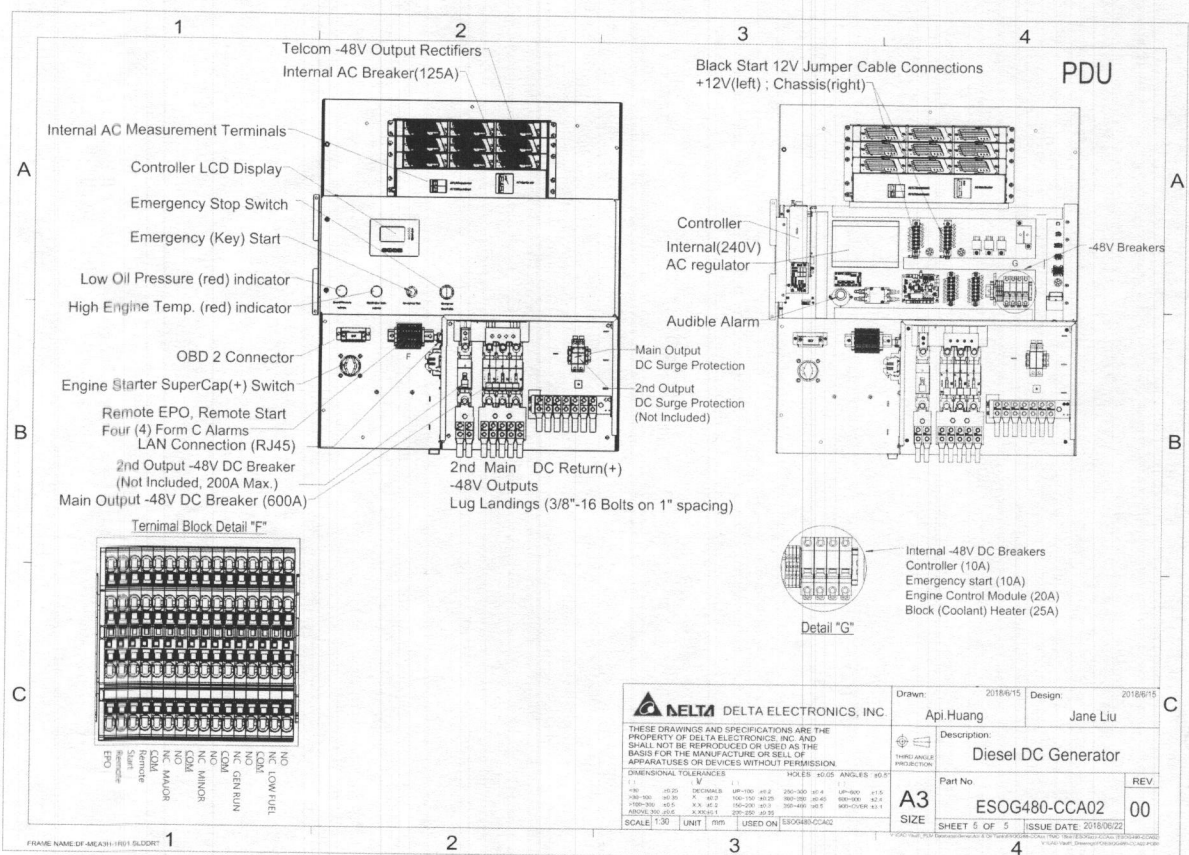 1
2
3
4
Telcom -48V Output Rectifiers
Internal AC Breaker(125A)
Internal AC Measurement Terminals
Controller LCD Display
Emergency Stop Switch
Emergency (Key) Start
Low Oil Pressure (red) indicator
High Engine Temp. (red) indicator
OBD 2 Connector
Engine Starter SuperCap(+) Switch
Remote EPO, Remote Start
Four (4) Form C Alarms
LAN Connection (RJ45)
2nd Output -48V DC Breaker
(Not Included, 200A Max.)
Main Output -48V DC Breaker (600A)
F
Main Output
DC Surge Protection
2nd Output
DC Surge Protection
(Not Included)
2nd Main DC Return(+)
-48V Outputs
Lug Landings (3/8"-16 Bolts on 1" spacing)
Black Start 12V Jumper Cable Connections
+12V(left) ; Chassis(right)
PDU
Controller
Internal(240V)
AC regulator
Audible Alarm
-48V Breakers
G
A
A
B
B
C
C
Ternimal Block Detail "F"
EPO
Remote
Start
Remote
COM
NC MAJOR
NO
COM
NC MINOR
NO
COM
NC GEN RUN
NO
COM
NC LOW FUEL
NO
Internal -48V DC Breakers
Controller (10A)
Emergency start (10A)
Engine Control Module (20A)
Block (Coolant) Heater (25A)
Detail "G"
DELTA DELTA ELECTRONICS, INC.
THESE DRAWINGS AND SPECIFICATIONS ARE THE
PROPERTY OF DELTA ELECTRONICS, INC. AND
SHALL NOT BE REPRODUCED OR USED AS THE
BASIS FOR THE MANUFACTURE OR SELL OF
APPARATUSES OR DEVICES WITHOUT PERMISSION.
DIMENSIONAL TOLERANCES HOLES ±0.05 ANGLES ±0.5°
DECIMALS
SCALE 1:30 UNIT mm USED ON ESOG480-CCA02
Drawn: 2018/6/15
Api.Huang
Design: 2018/6/15
Jane Liu
THIRD ANGLE
PROJECTION
Description:
Diesel DC Generator
A3
SIZE
Part No
ESOG480-CCA02
REV.
00
SHEET 5 OF 5 ISSUE DATE: 2018/06/22
1
2
3
4
FRAME NAME:DF-MEA3H-1R01.SLDDRT